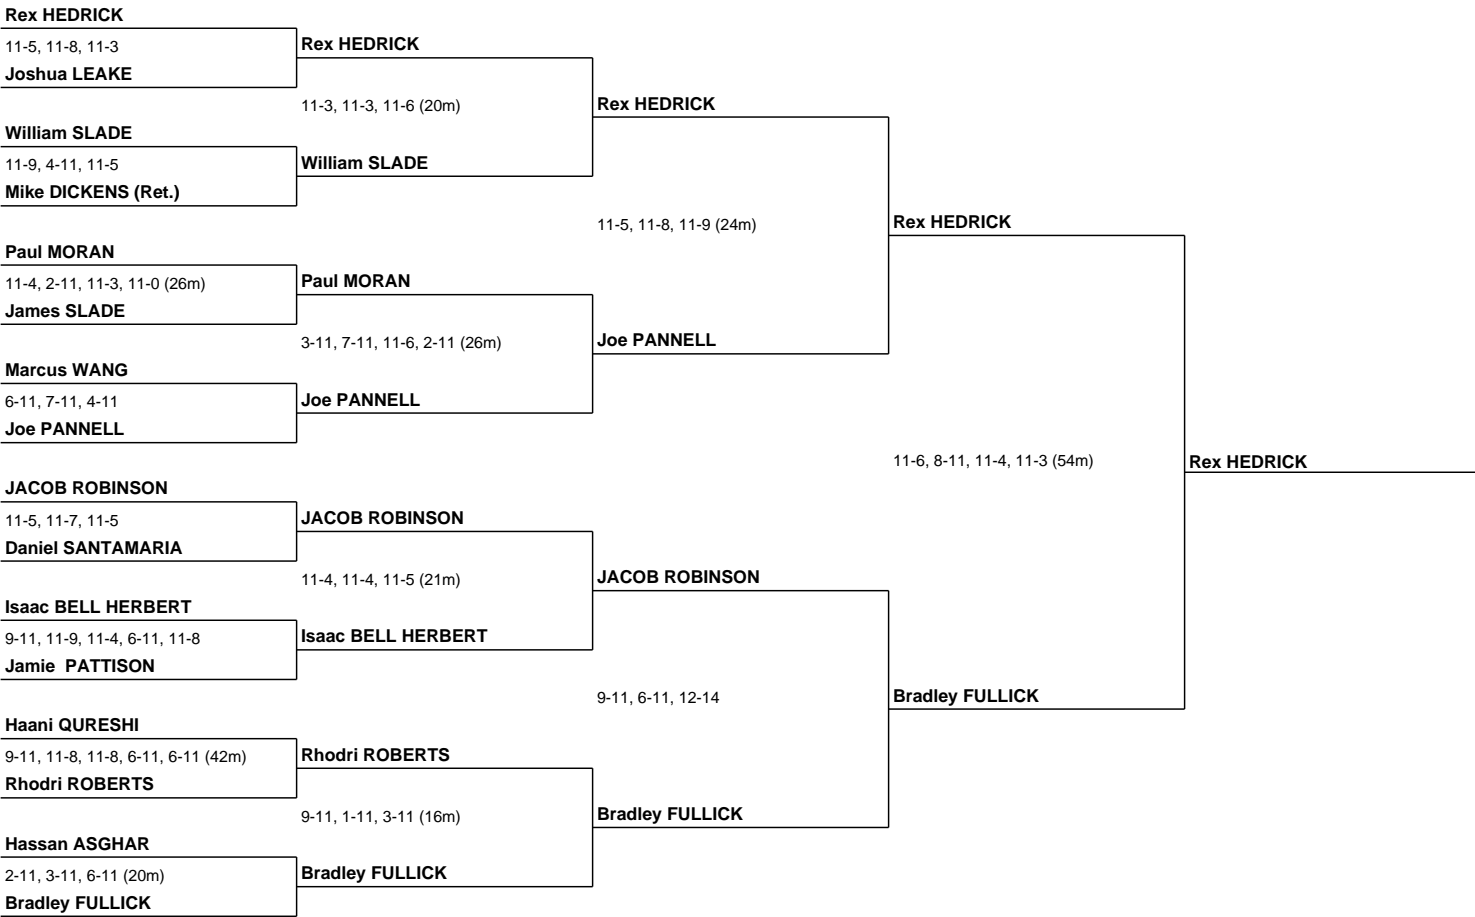 Rex HEDRICK
11-5, 11-8, 11-3
Joshua LEAKE
William SLADE
11-9, 4-11, 11-5
Mike DICKENS (Ret.)
Paul MORAN
11-4, 2-11, 11-3, 11-0 (26m)
James SLADE
Marcus WANG
6-11, 7-11, 4-11
Joe PANNELL
JACOB ROBINSON
11-5, 11-7, 11-5
Daniel SANTAMARIA
Isaac BELL HERBERT
9-11, 11-9, 11-4, 6-11, 11-8
Jamie  PATTISON
Haani QURESHI
9-11, 11-8, 11-8, 6-11, 6-11 (42m)
Rhodri ROBERTS
Hassan ASGHAR
2-11, 3-11, 6-11 (20m)
Bradley FULLICK
Rex HEDRICK
11-3, 11-3, 11-6 (20m)
William SLADE
Paul MORAN
3-11, 7-11, 11-6, 2-11 (26m)
Joe PANNELL
JACOB ROBINSON
11-4, 11-4, 11-5 (21m)
Isaac BELL HERBERT
Rhodri ROBERTS
9-11, 1-11, 3-11 (16m)
Bradley FULLICK
Rex HEDRICK
11-5, 11-8, 11-9 (24m)
Joe PANNELL
JACOB ROBINSON
9-11, 6-11, 12-14
Bradley FULLICK
Rex HEDRICK
11-6, 8-11, 11-4, 11-3 (54m)
Bradley FULLICK
Rex HEDRICK